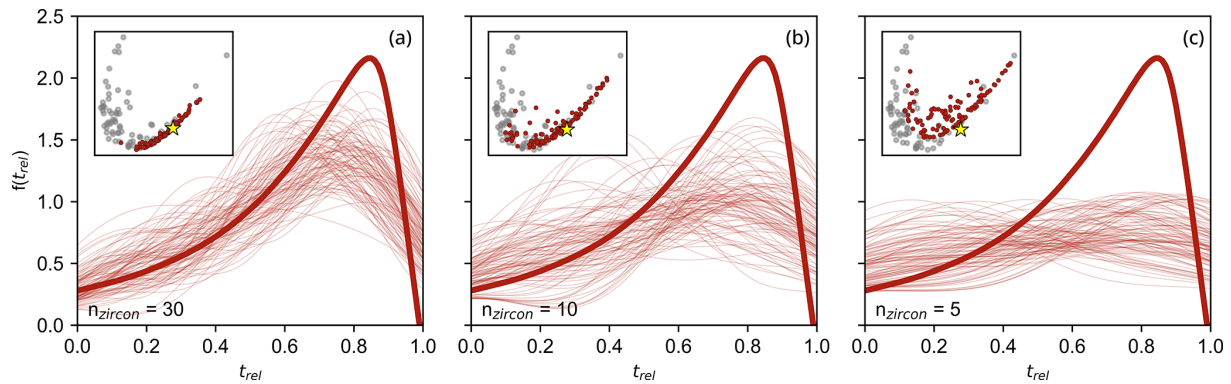 2.5
2.0
1.5
1.0
0.5
0.0
f(t_rel)
(a)
n_zircon = 30
0.0 0.2 0.4 0.6 0.8 1.0
t_rel
(b)
n_zircon = 10
0.0 0.2 0.4 0.6 0.8 1.0
t_rel
(c)
n_zircon = 5
0.0 0.2 0.4 0.6 0.8 1.0
t_rel